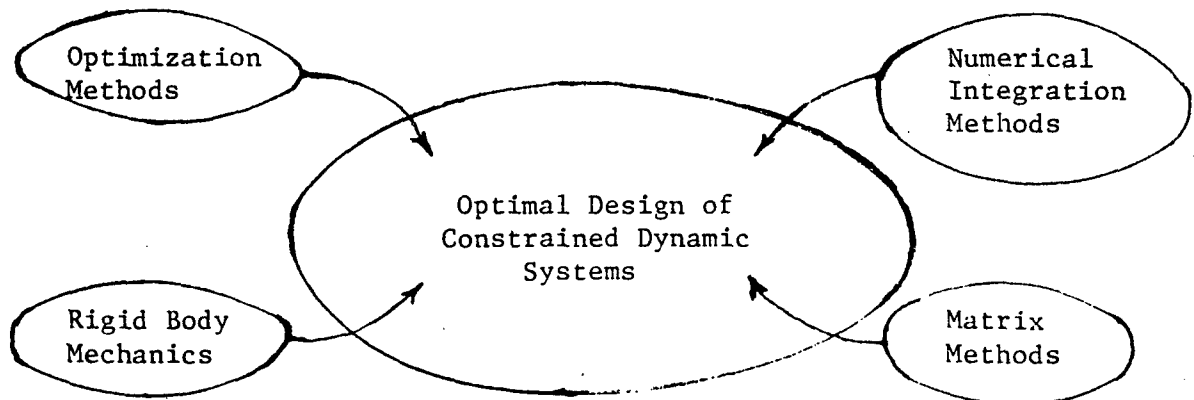 Optimization
Methods
Numerical
Integration
Methods
Optimal Design of
Constrained Dynamic
Systems
Rigid Body
Mechanics
Matrix
Methods